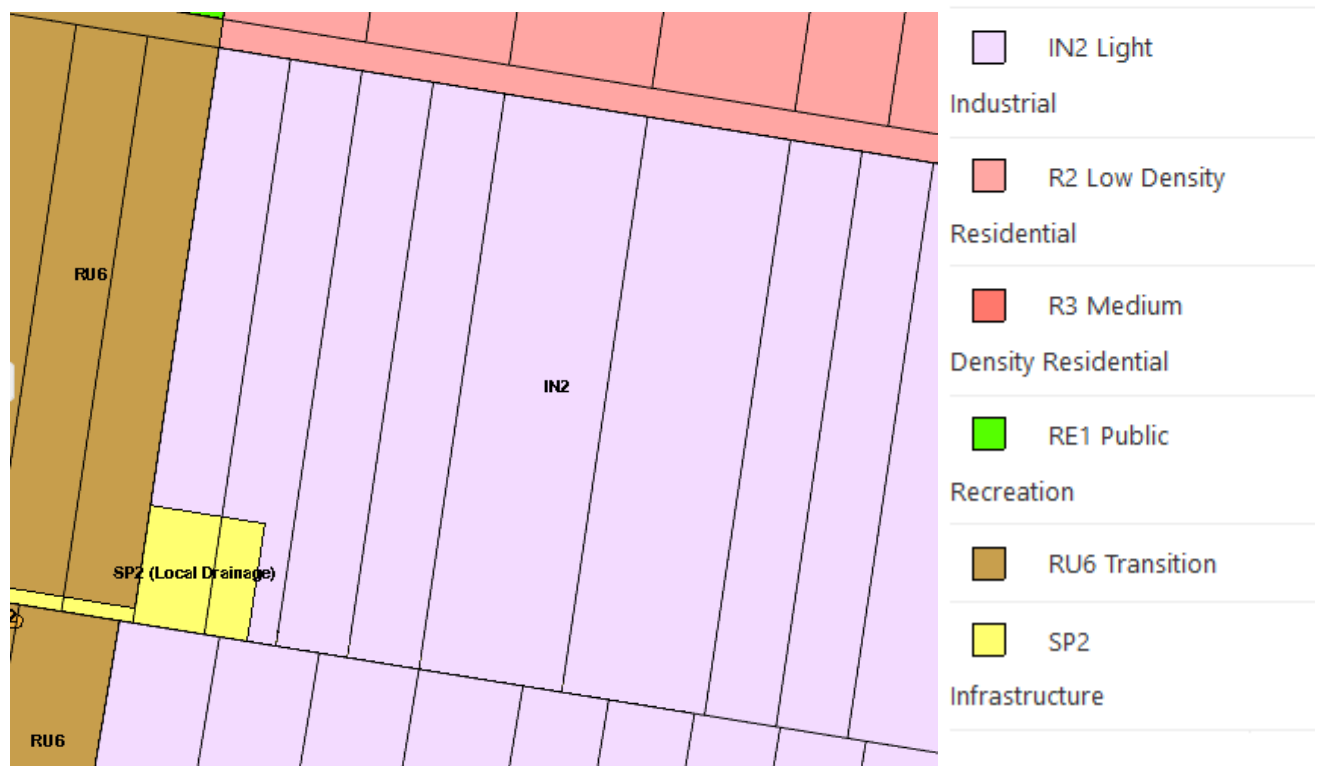 RU6
IN2
SP2 (Local Drainage)
RU6
IN2 Light
Industrial
R2 Low Density
Residential
R3 Medium
Density Residential
RE1 Public
Recreation
RU6 Transition
SP2
Infrastructure